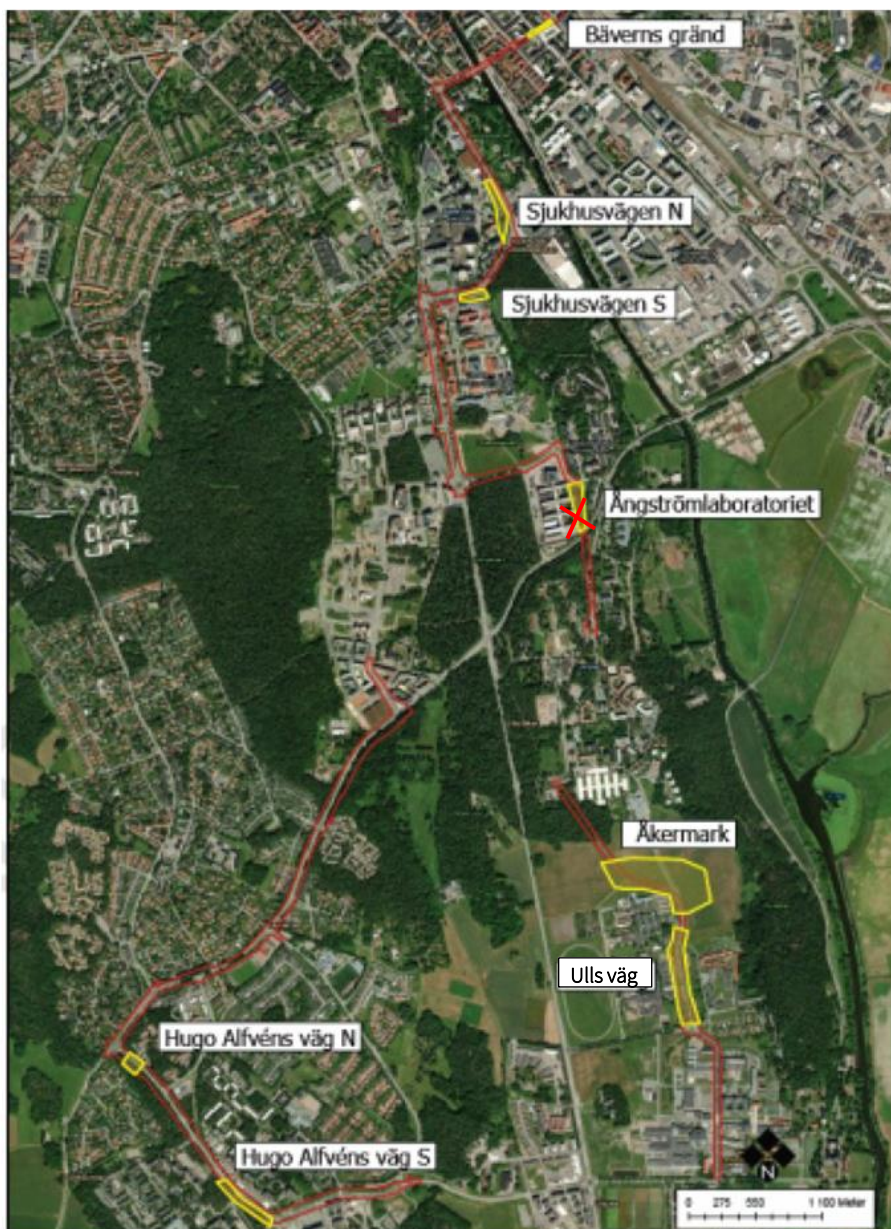 Bäverns gränd
Sjukhusvägen N
Sjukhusvägen S
Ångströmlaboratoriet
Åkermark
Ulls väg
Hugo Alfvéns väg N
Hugo Alfvéns väg S
N
0 275 550 1 100 Meter